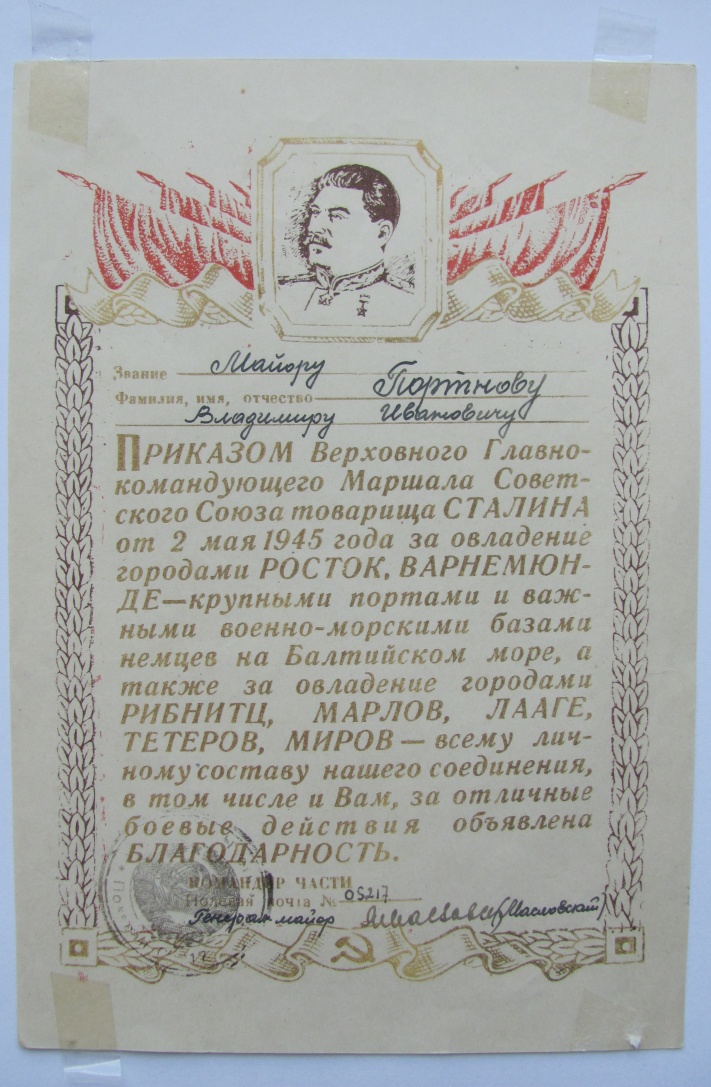 Звание Майору
Фамилия, имя, отчество Портнову
Владимиру Ивановичу
ПРИКАЗОМ Верховного Главно-
командующего Маршала Совет-
ского Союза товарища СТАЛИНА
от 2 мая 1945 года за овладение
городами РОСТОК, ВАРНЕМЮН-
ДЕ—крупными портами и важ-
ными военно-морскими базами
немцев на Балтийском море, а
также за овладение городами
РИБНИТЦ, МАРЛОВ, ЛААГЕ,
ТЕТЕРОВ, МИРОВ — всему лич-
ному составу нашего соединения,
в том числе и Вам, за отличные
боевые действия объявлена
БЛАГОДАРНОСТЬ.
КОМАНДИР ЧАСТИ
Полевая почта № 05217
Генерал майор (Масловский)